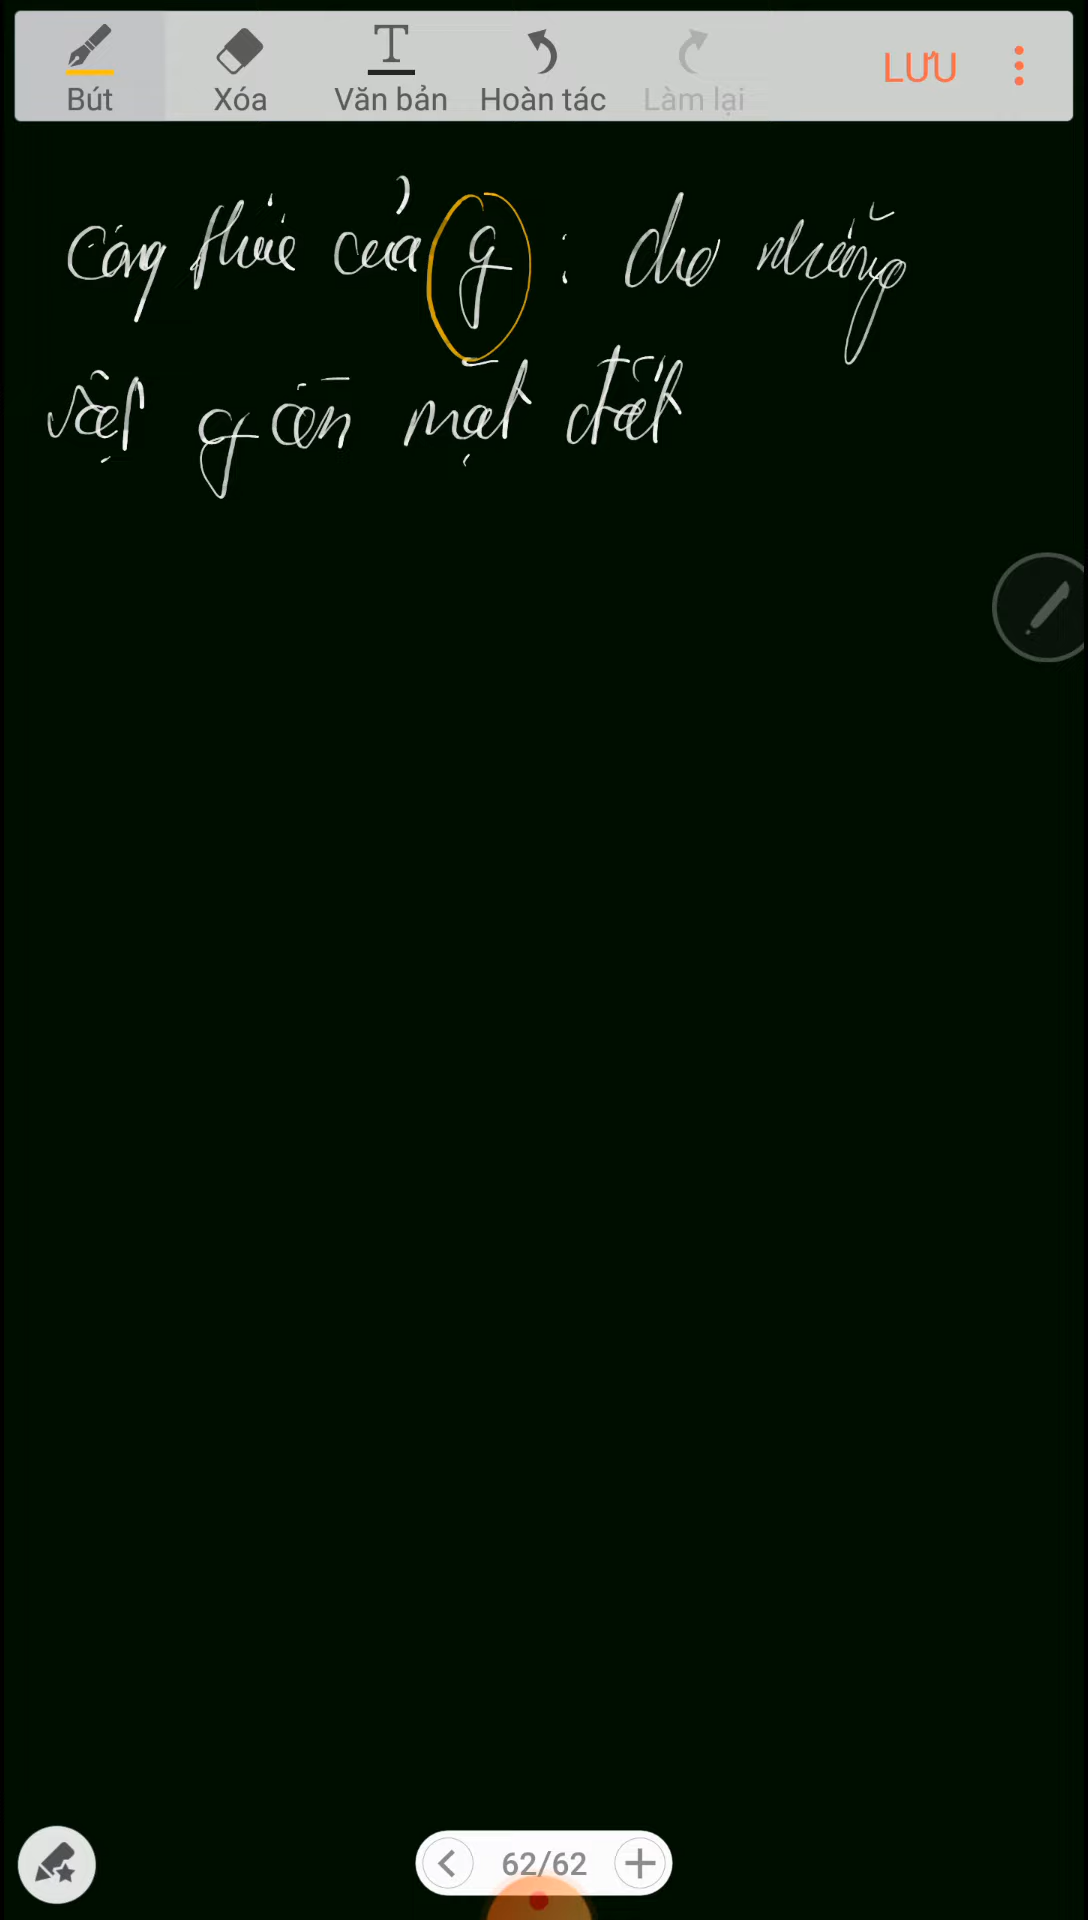 Bút Xóa Văn bản Hoàn tác Làm lại LƯU
Công thức của g : cho những
vật gần mặt đất
62/62